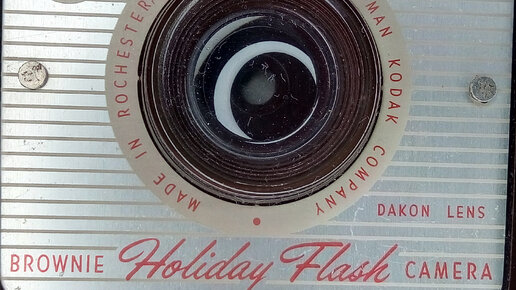 MADE IN ROCHESTER,
MAN KODAK COMPANY
DAKON LENS
BROWNIE Holiday Flash CAMERA